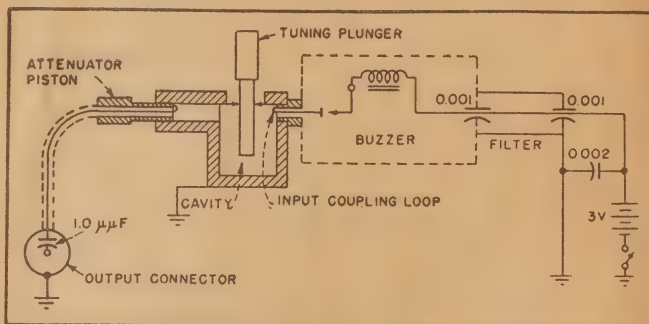 TUNING PLUNGER
ATTENUATOR
PISTON
0.001
0.001
BUZZER
FILTER
0.002
CAVITY
INPUT COUPLING LOOP
3V
1.0 μμF
OUTPUT CONNECTOR